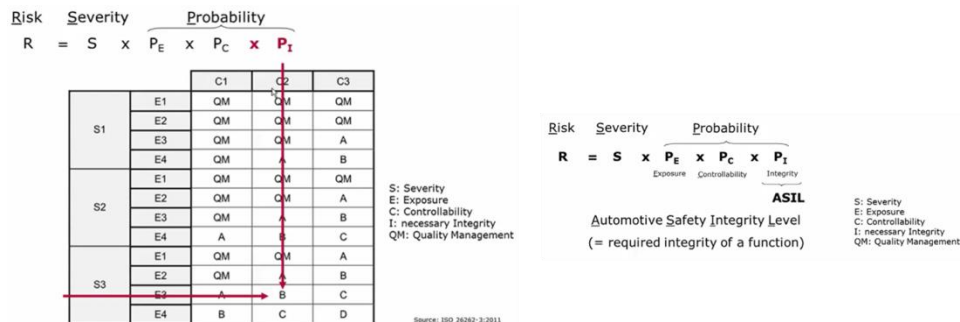 Risk Severity Probability
R = S x PE x PC x PI
C1 C2 C3
S1 E1 QM QM QM
E2 QM QM QM
E3 QM QM A
E4 QM A B
S2 E1 QM QM QM
E2 QM QM A
E3 QM A B
E4 A B C
S3 E1 QM QM A
E2 QM A B
E3 A B C
E4 B C D
S: Severity
E: Exposure
C: Controllability
I: necessary Integrity
QM: Quality Management
Source: ISO 26262-3:2011
Risk Severity Probability
R = S x PE x PC x PI
Exposure Controllability Integrity
ASIL
Automotive Safety Integrity Level
(= required integrity of a function)
S: Severity
E: Exposure
C: Controllability
I: necessary Integrity
QM: Quality Management